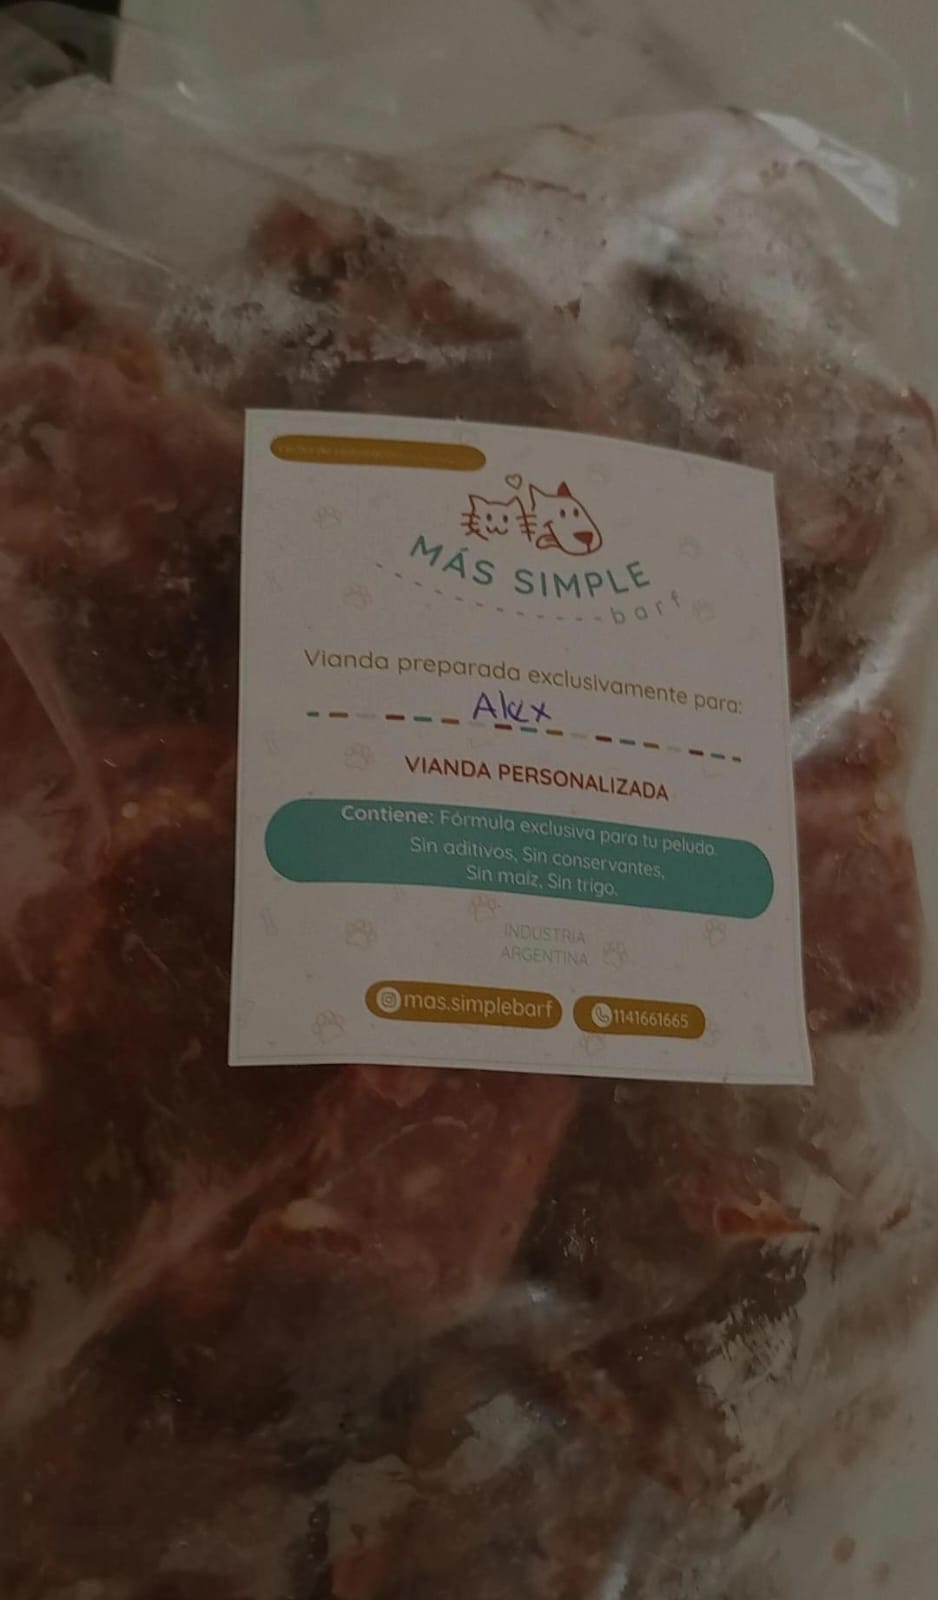 MÁS SIMPLE
barf
Vianda preparada exclusivamente para:
Alex
VIANDA PERSONALIZADA
Contiene: Fórmula exclusiva para tu peludo.
Sin aditivos, Sin conservantes,
Sin maíz, Sin trigo.
INDUSTRIA
ARGENTINA
mas.simplebarf
1141661665